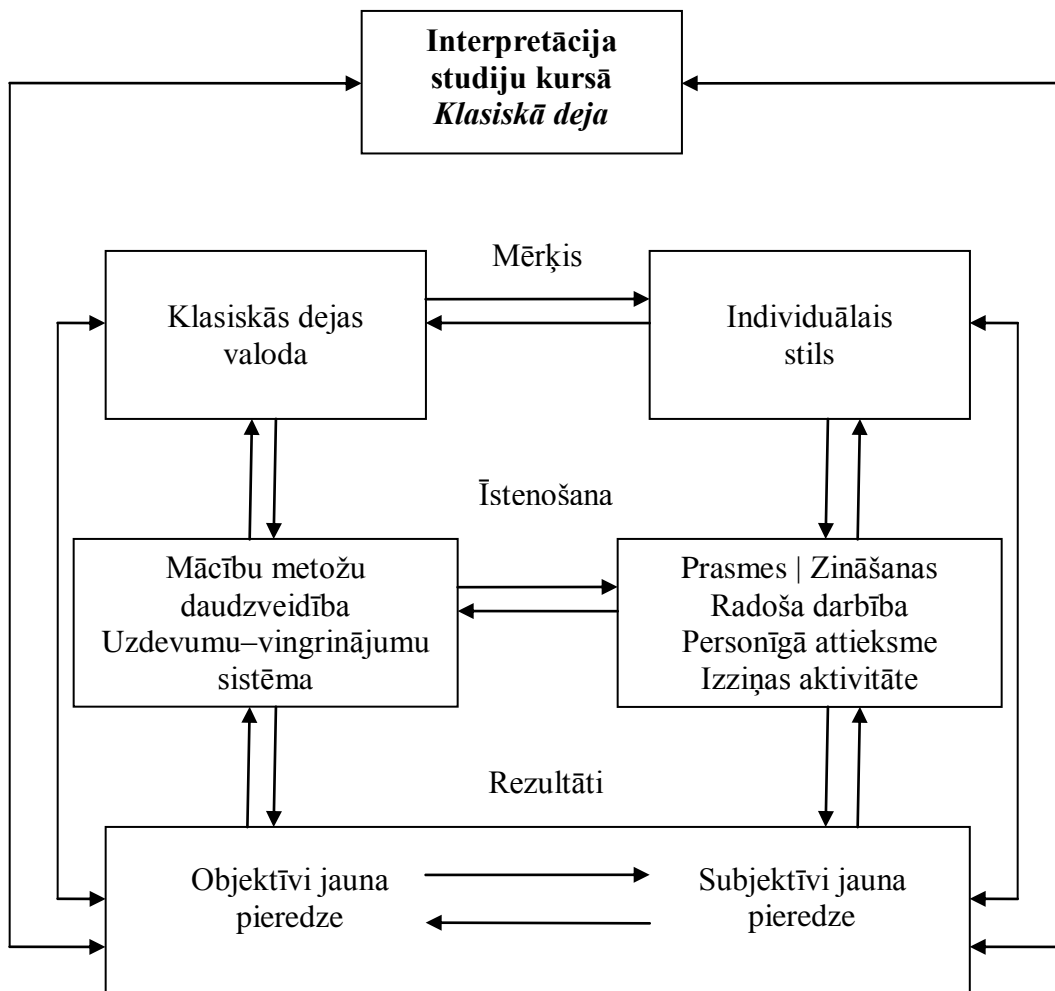 Interpretācija
studiju kursā
Klasiskā deja
Mērķis
Klasiskās dejas
valoda
Individuālais
stils
Īstenošana
Mācību metožu
daudzveidība
Uzdevumu–vingrinājumu
sistēma
Prasmes | Zināšanas
Radoša darbība
Personīgā attieksme
Izziņas aktivitāte
Rezultāti
Objektīvi jauna
pieredze
Subjektīvi jauna
pieredze